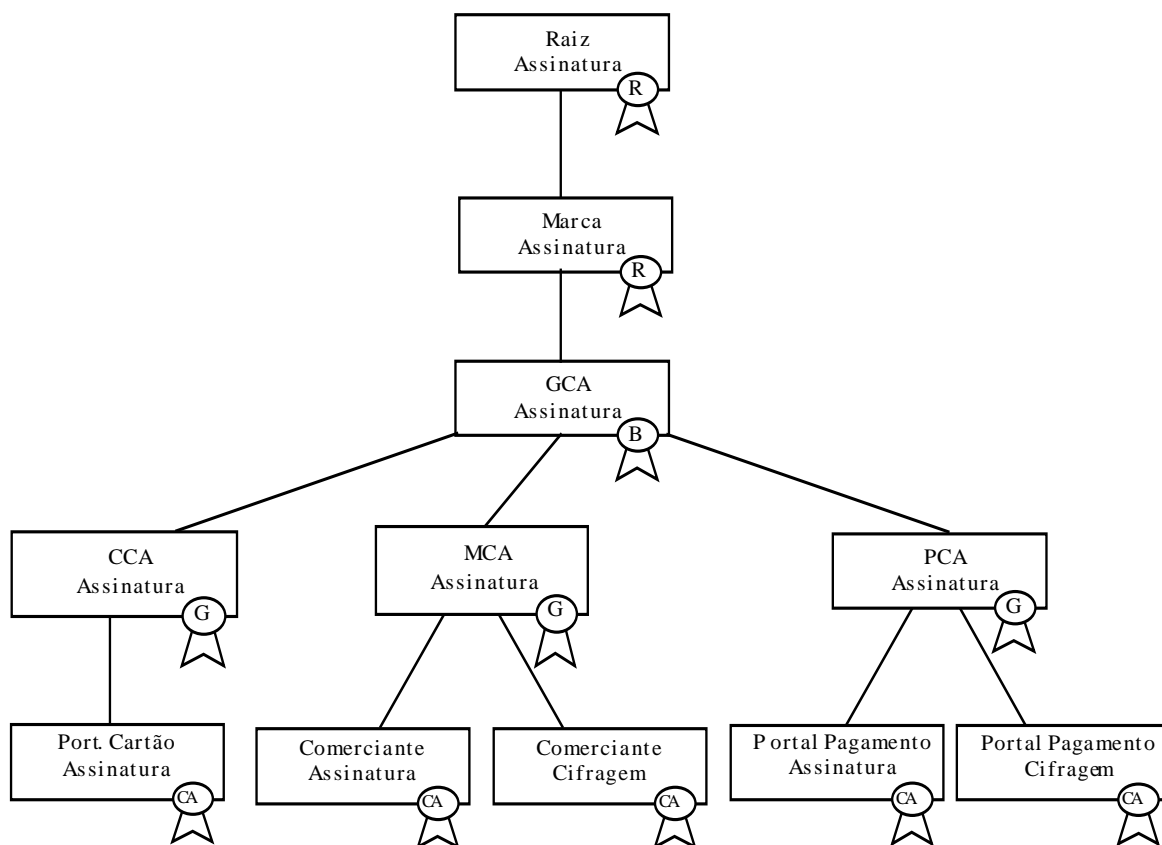 Raiz
Assinatura
R
Marca
Assinatura
R
GCA
Assinatura
B
CCA
Assinatura
G
MCA
Assinatura
G
PCA
Assinatura
G
Port. Cartão
Assinatura
CA
Comerciante
Assinatura
CA
Comerciante
Cifragem
CA
Portal Pagamento
Assinatura
CA
Portal Pagamento
Cifragem
CA